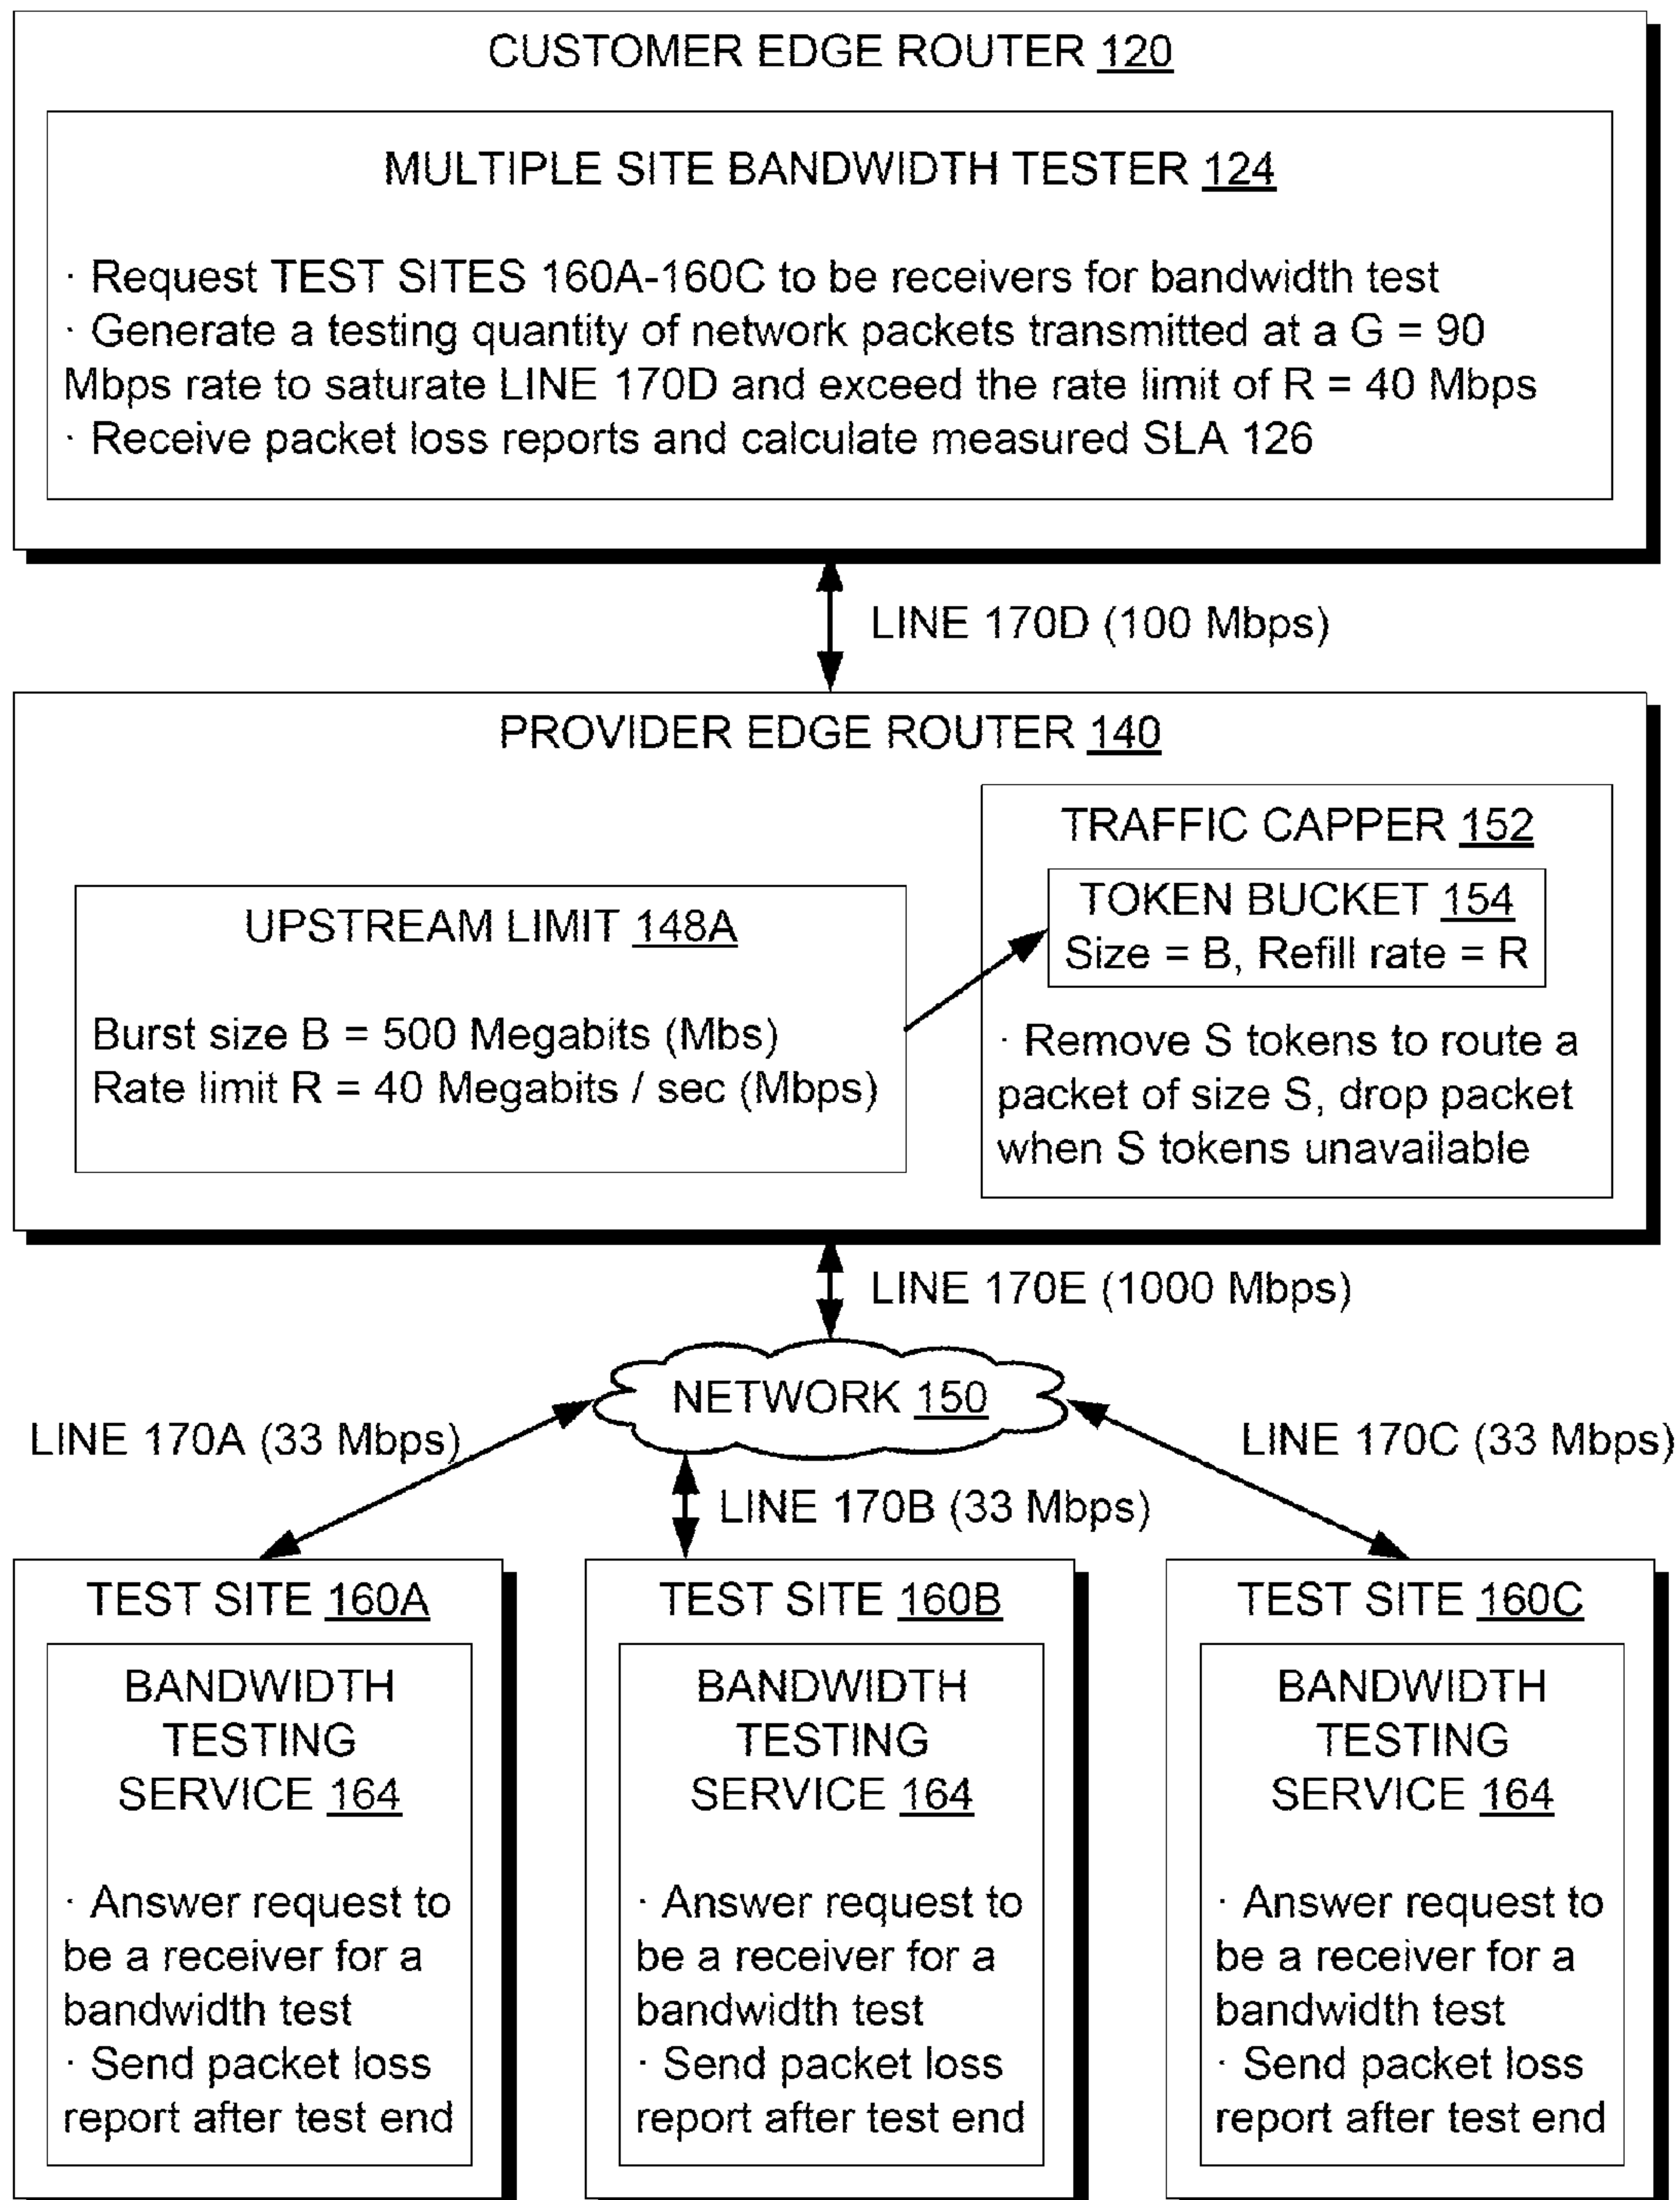 CUSTOMER EDGE ROUTER 120
MULTIPLE SITE BANDWIDTH TESTER 124
· Request TEST SITES 160A-160C to be receivers for bandwidth test
· Generate a testing quantity of network packets transmitted at a G = 90
Mbps rate to saturate LINE 170D and exceed the rate limit of R = 40 Mbps
· Receive packet loss reports and calculate measured SLA 126
LINE 170D (100 Mbps)
PROVIDER EDGE ROUTER 140
UPSTREAM LIMIT 148A
Burst size B = 500 Megabits (Mbs)
Rate limit R = 40 Megabits / sec (Mbps)
TRAFFIC CAPPER 152
TOKEN BUCKET 154
Size = B, Refill rate = R
· Remove S tokens to route a
packet of size S, drop packet
when S tokens unavailable
LINE 170E (1000 Mbps)
NETWORK 150
LINE 170A (33 Mbps)
LINE 170B (33 Mbps)
LINE 170C (33 Mbps)
TEST SITE 160A
BANDWIDTH
TESTING
SERVICE 164
· Answer request to
be a receiver for a
bandwidth test
· Send packet loss
report after test end
TEST SITE 160B
BANDWIDTH
TESTING
SERVICE 164
· Answer request to
be a receiver for a
bandwidth test
· Send packet loss
report after test end
TEST SITE 160C
BANDWIDTH
TESTING
SERVICE 164
· Answer request to
be a receiver for a
bandwidth test
· Send packet loss
report after test end